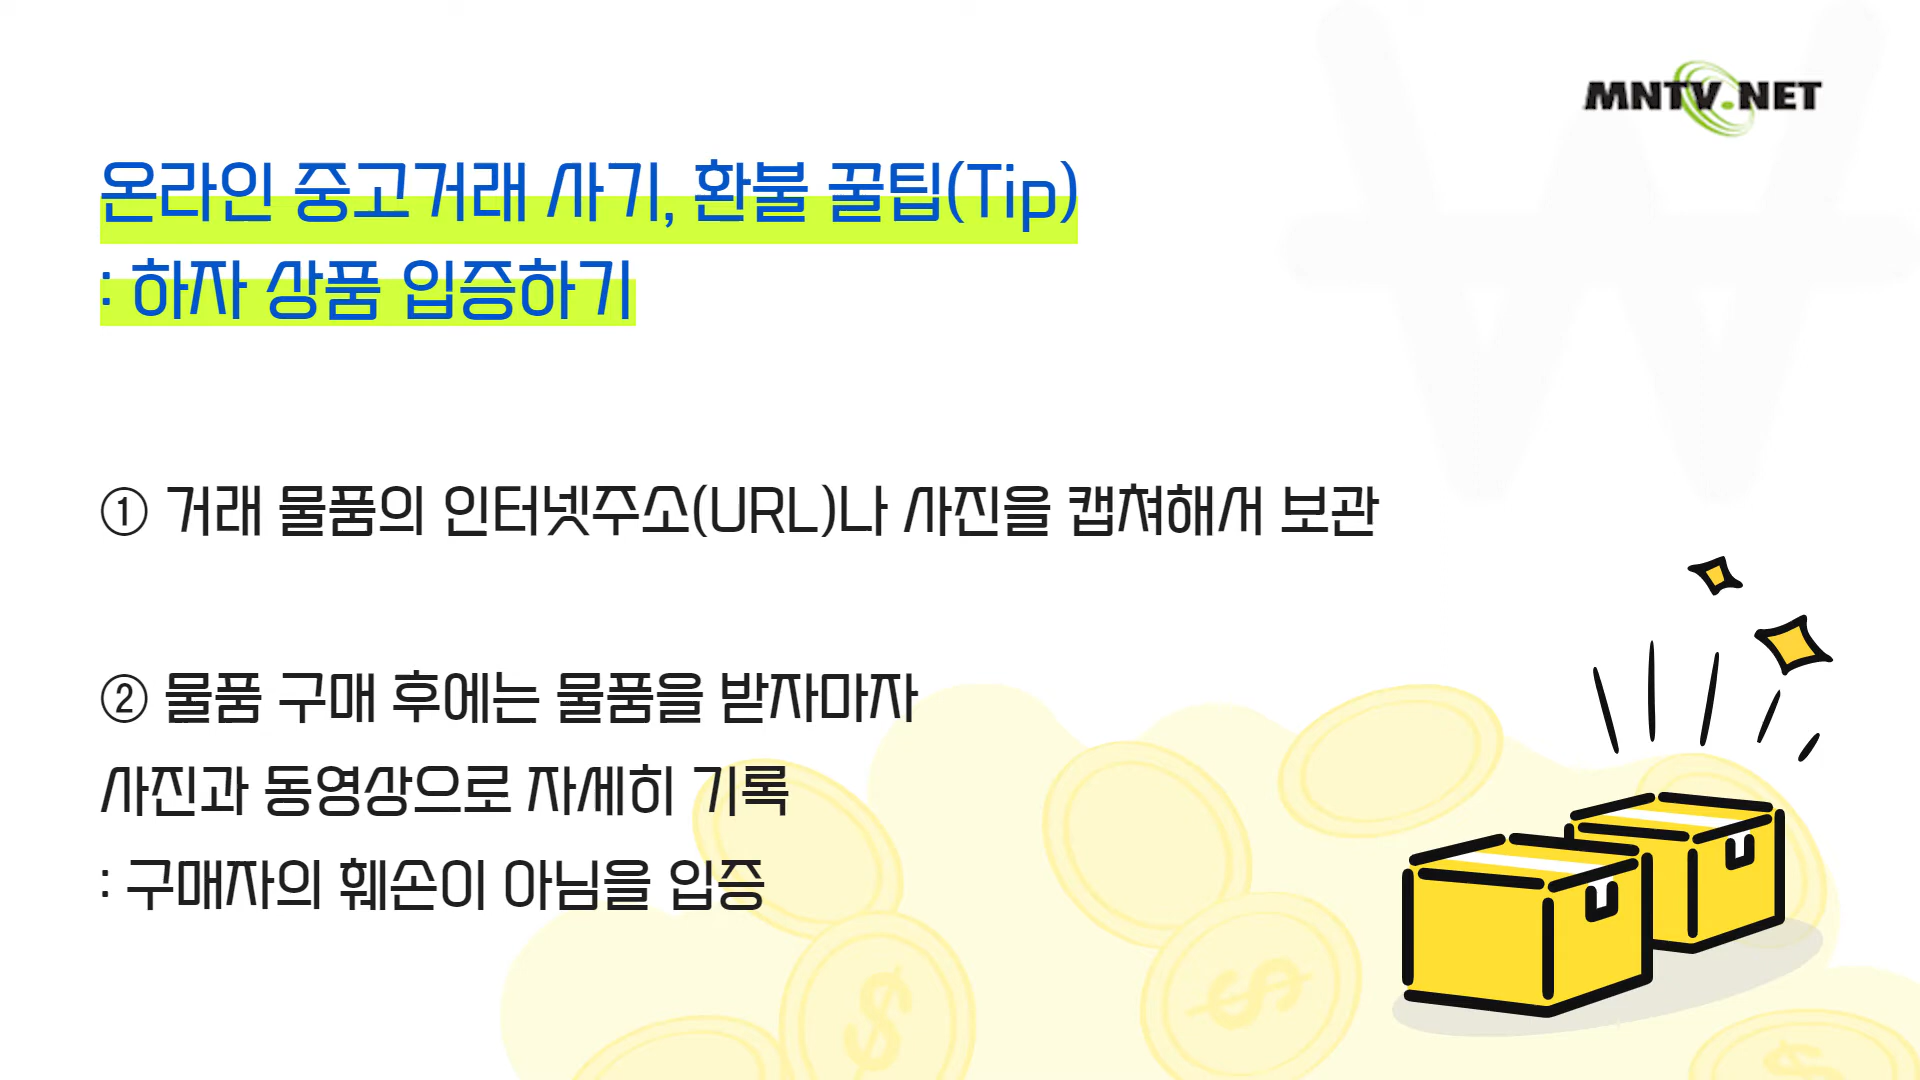 MNTV.NET
온라인 중고거래 사기, 환불 꿀팁(Tip)
: 하자 상품 입증하기
① 거래 물품의 인터넷주소(URL)나 사진을 캡쳐해서 보관
② 물품 구매 후에는 물품을 받자마자
사진과 동영상으로 자세히 기록
: 구매자의 훼손이 아님을 입증